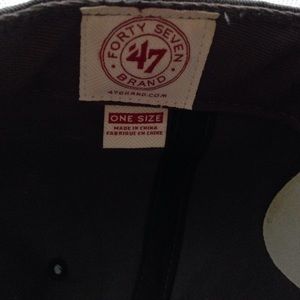 FORTY SEVEN
'47
BRAND
47BRAND.COM
ONE SIZE
MADE IN CHINA
FABRIQUÉ EN CHINE